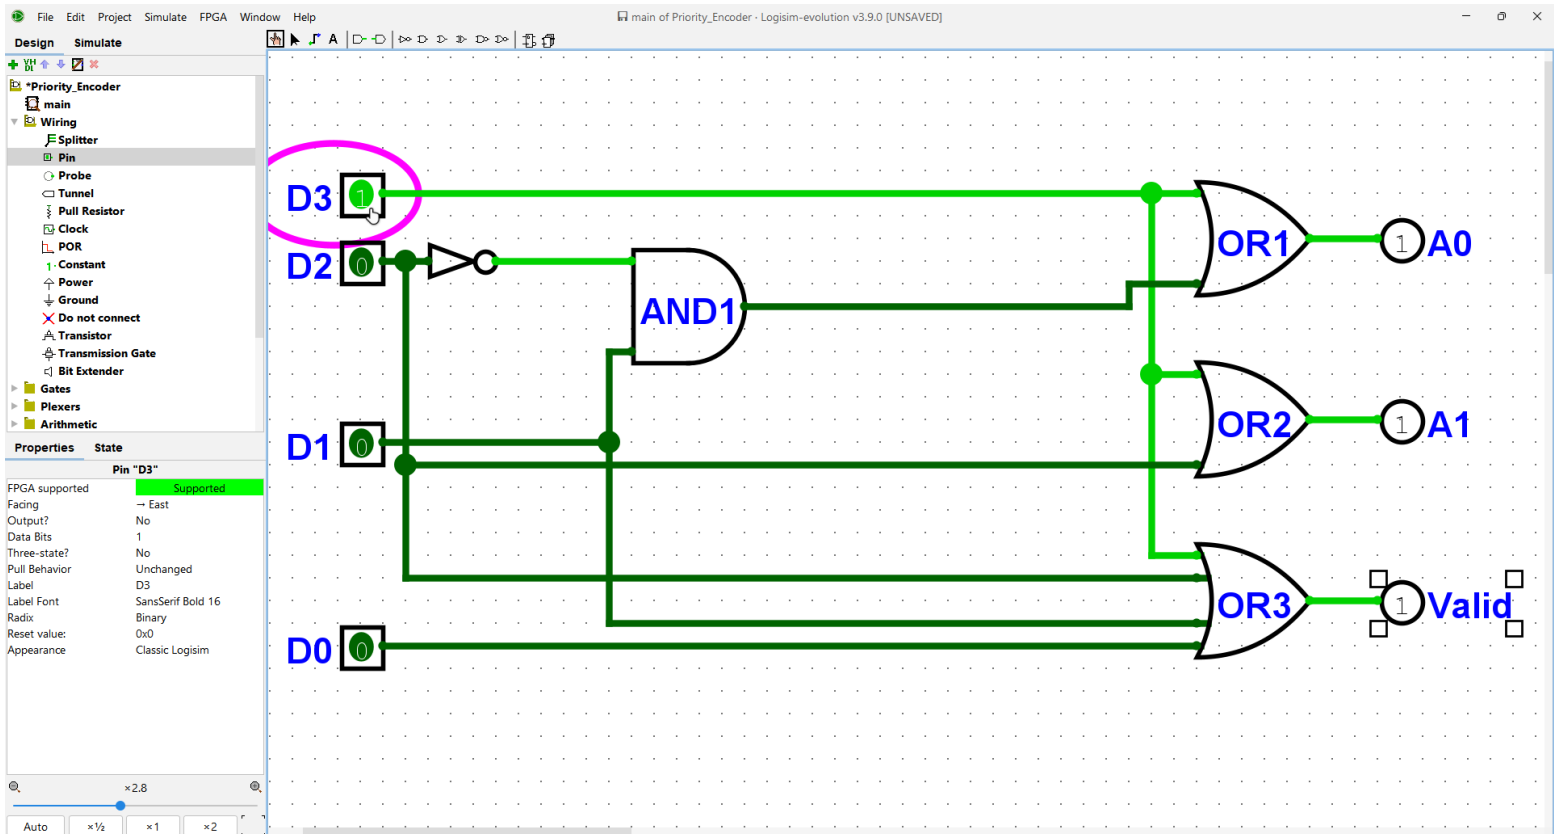 File Edit Project Simulate FPGA Window Help
main of Priority_Encoder · Logisim-evolution v3.9.0 [UNSAVED]
Design Simulate
A
VH
DL
*Priority_Encoder
main
Wiring
Splitter
Pin
Probe
Tunnel
Pull Resistor
Clock
POR
1 Constant
Power
Ground
Do not connect
Transistor
Transmission Gate
Bit Extender
Gates
Plexers
Arithmetic
Properties State
Pin "D3"
FPGA supported Supported
Facing → East
Output? No
Data Bits 1
Three-state? No
Pull Behavior Unchanged
Label D3
Label Font SansSerif Bold 16
Radix Binary
Reset value: 0x0
Appearance Classic Logisim
×2.8
Auto ×½ ×1 ×2
D3 1
OR1 1 A0
D2 0
AND1
OR2 1 A1
D1 0
OR3 1 Valid
D0 0